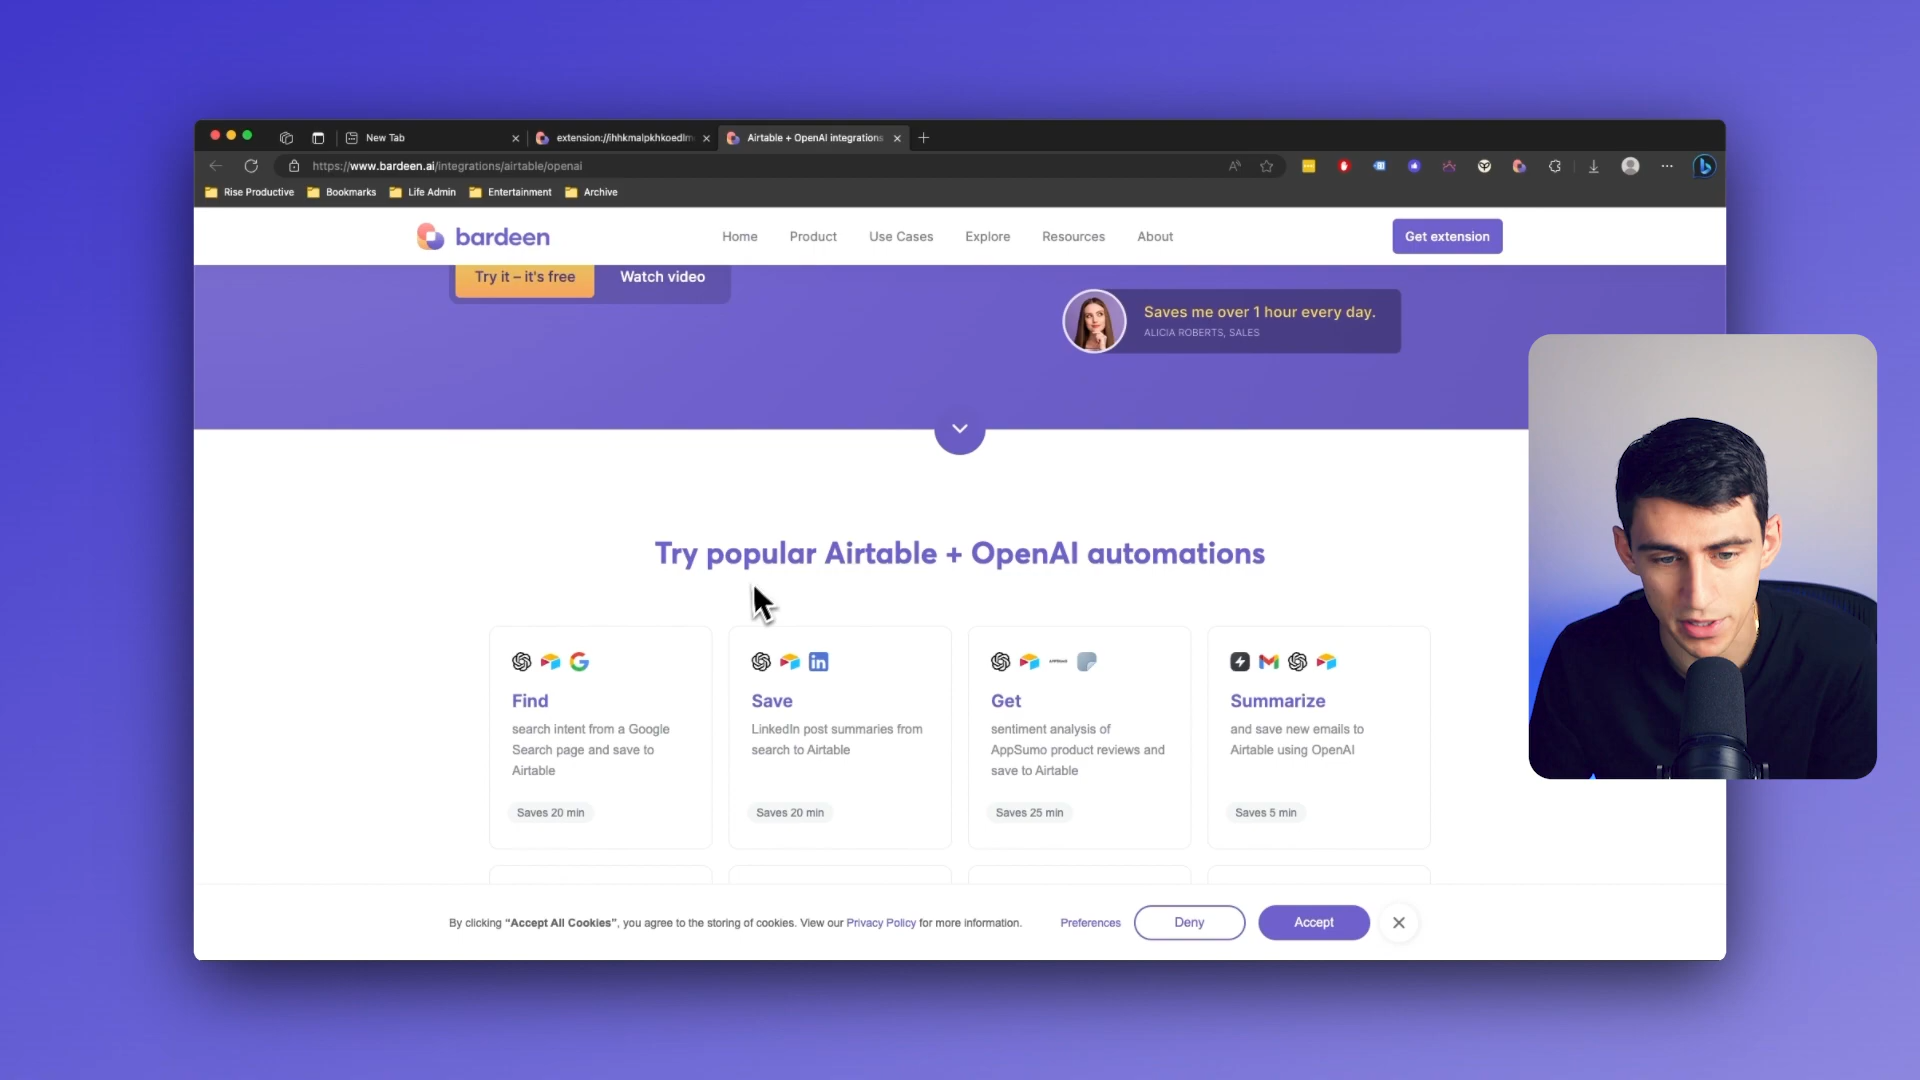 New Tab
extension://ihhkmalpkhkoedlm
Airtable + OpenAI integrations
https://www.bardeen.ai/integrations/airtable/openai
Rise Productive
Bookmarks
Life Admin
Entertainment
Archive
bardeen
Home
Product
Use Cases
Explore
Resources
About
Get extension
Try it – it's free
Watch video
Saves me over 1 hour every day.
ALICIA ROBERTS, SALES
Try popular Airtable + OpenAI automations
Find
search intent from a Google
Search page and save to
Airtable
Saves 20 min
Save
LinkedIn post summaries from
search to Airtable
Saves 20 min
Get
sentiment analysis of
AppSumo product reviews and
save to Airtable
Saves 25 min
Summarize
and save new emails to
Airtable using OpenAI
Saves 5 min
By clicking “Accept All Cookies”, you agree to the storing of cookies. View our Privacy Policy for more information.
Preferences
Deny
Accept